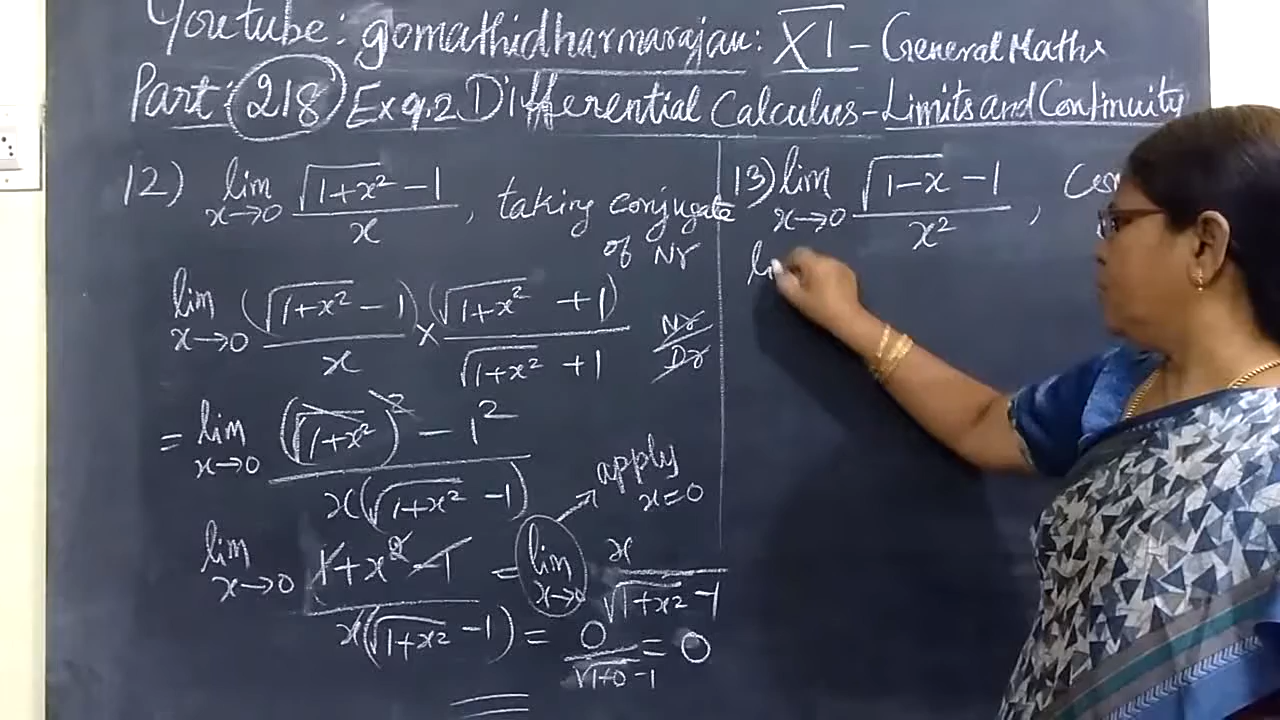 Youtube: gomathidharmarajan: XI - General Maths
Part: 218 Ex 9.2 Differential Calculus - Limits and Continuity
12) lim x→0 (√(1+x²) - 1)/x , taking conjugate of Nr
lim x→0 (√(1+x²) - 1)/x × (√(1+x²) + 1)/(√(1+x²) + 1) Nr/Dr
= lim x→0 ((√(1+x²))² - 1²)/(x(√(1+x²) - 1))
apply x=0
lim x→0 (1+x² - 1)/(x(√(1+x²) - 1)) = lim x→0 x/(√(1+x²) - 1)
= 0/(√(1+0) - 1) = 0
13) lim x→0 (√(1-x) - 1)/x² ,